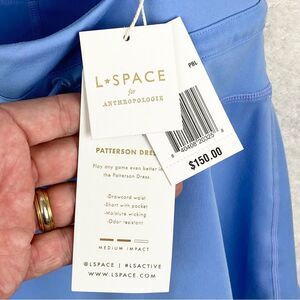 L*SPACE
for
ANTHROPOLOGIE
PBL
PATTERSON DRES
Play any game even better in
the Patterson Dress.
-Drawcord waist
-Short with pocket
-Moisture wicking
-Odor resistant
MEDIUM IMPACT
@LSPACE | #LSACTIVE
WWW.LSPACE.COM
$150.00